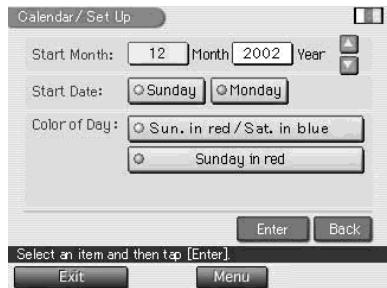 Calendar/ Set Up
Start Month: 12 Month 2002 Year
Start Date: Sunday Monday
Color of Day: Sun. in red / Sat. in blue
Sunday in red
Enter Back
Select an item and then tap [Enter].
Exit Menu